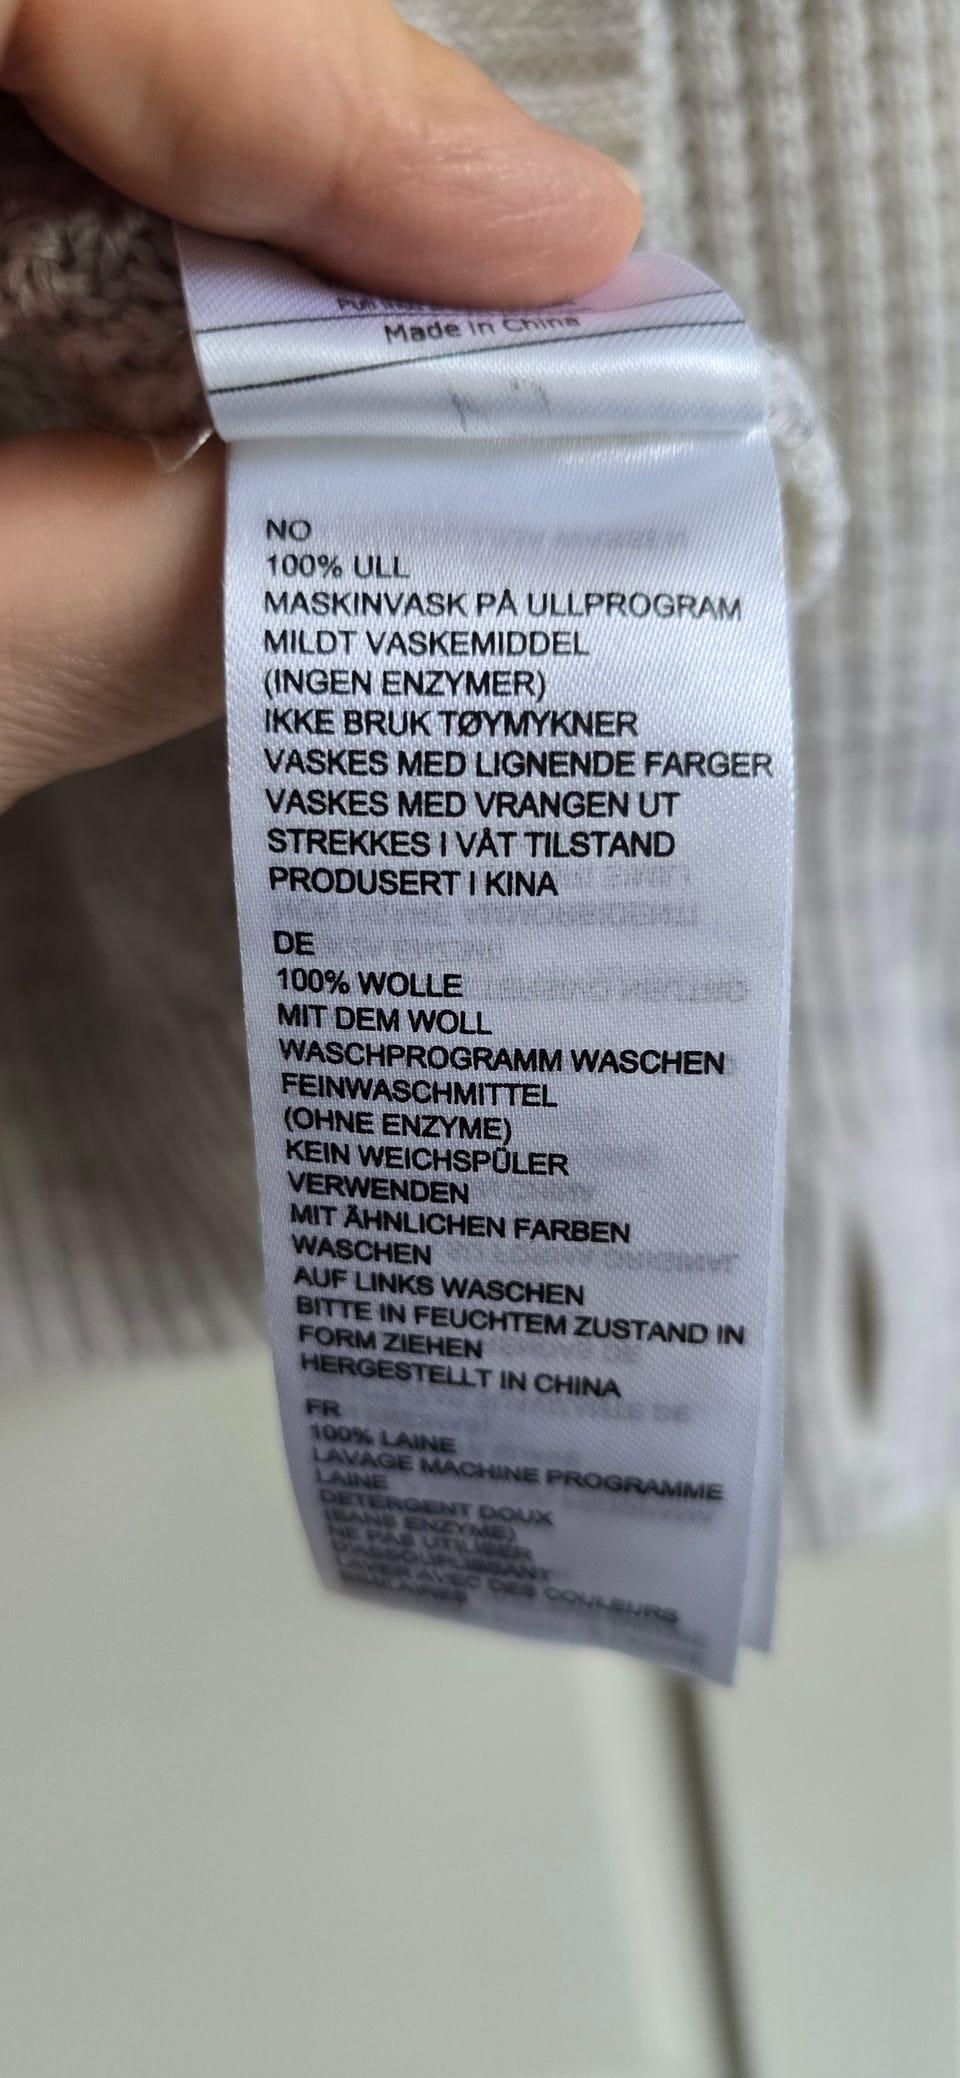 Made in China
NO
100% ULL
MASKINVASK PÅ ULLPROGRAM
MILDT VASKEMIDDEL
(INGEN ENZYMER)
IKKE BRUK TØYMYKNER
VASKES MED LIGNENDE FARGER
VASKES MED VRANGEN UT
STREKKES I VÅT TILSTAND
PRODUSERT I KINA
DE
100% WOLLE
MIT DEM WOLL
WASCHPROGRAMM WASCHEN
FEINWASCHMITTEL
(OHNE ENZYME)
KEIN WEICHSPÜLER
VERWENDEN
MIT ÄHNLICHEN FARBEN
WASCHEN
AUF LINKS WASCHEN
BITTE IN FEUCHTEM ZUSTAND IN
FORM ZIEHEN
HERGESTELLT IN CHINA
FR
100% LAINE
LAVAGE MACHINE PROGRAMME
LAINE
DETERGENT DOUX
(SANS ENZYME)
NE PAS UTILISER
D'ASSOUPLISSANT
LAVER AVEC DES COULEURS
SIMILAIRES